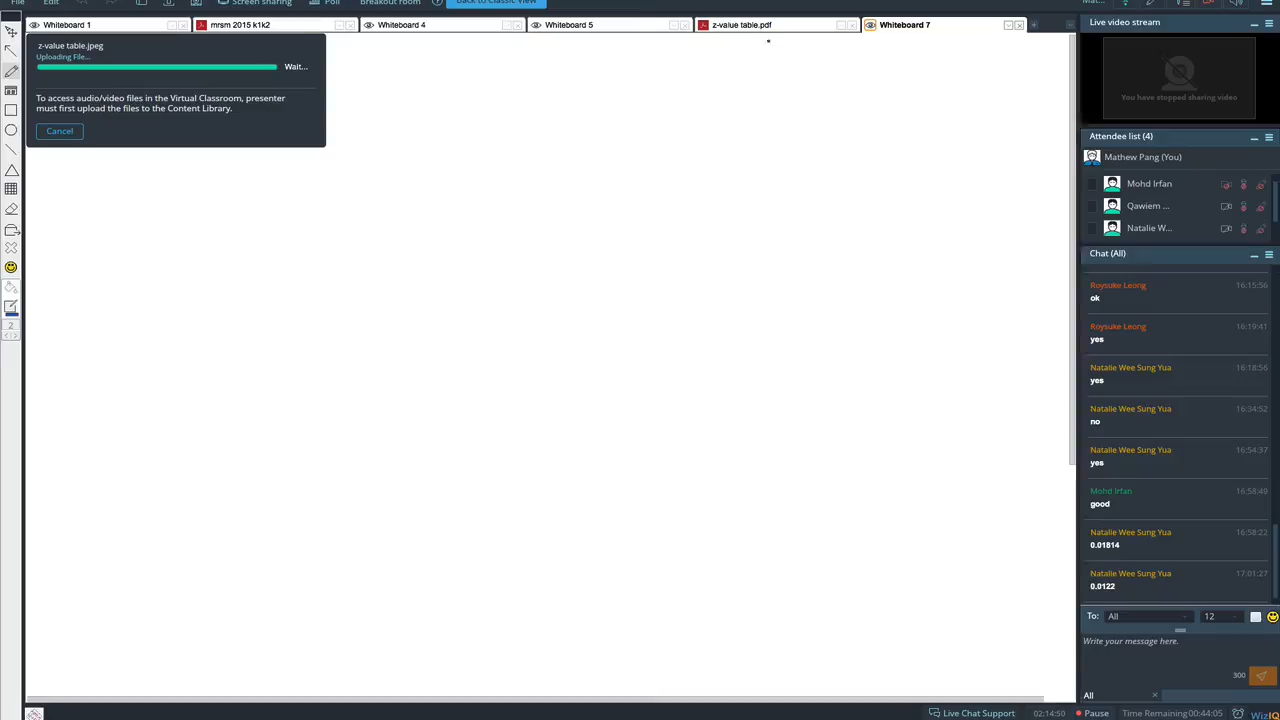 File Edit Screen sharing Poll Breakout room Back to Classic View
Whiteboard 1 mrsm 2015 k1k2 Whiteboard 4 Whiteboard 5 z-value table.pdf Whiteboard 7
z-value table.jpeg
Uploading File...
Wait...
To access audio/video files in the Virtual Classroom, presenter
must first upload the files to the Content Library.
Cancel
2
Live video stream
You have stopped sharing video
Attendee list (4)
Mathew Pang (You)
Mohd Irfan
Qawiem ...
Natalie W...
Chat (All)
Roysuke Leong 16:15:56
ok
Roysuke Leong 16:19:41
yes
Natalie Wee Sung Yua 16:18:56
yes
Natalie Wee Sung Yua 16:34:52
no
Natalie Wee Sung Yua 16:54:37
yes
Mohd Irfan 16:58:49
good
Natalie Wee Sung Yua 16:58:22
0.01814
Natalie Wee Sung Yua 17:01:27
0.0122
To: All 12
Write your message here.
300
All
Live Chat Support 02:14:50 Pause Time Remaining 00:44:05 WizIQ